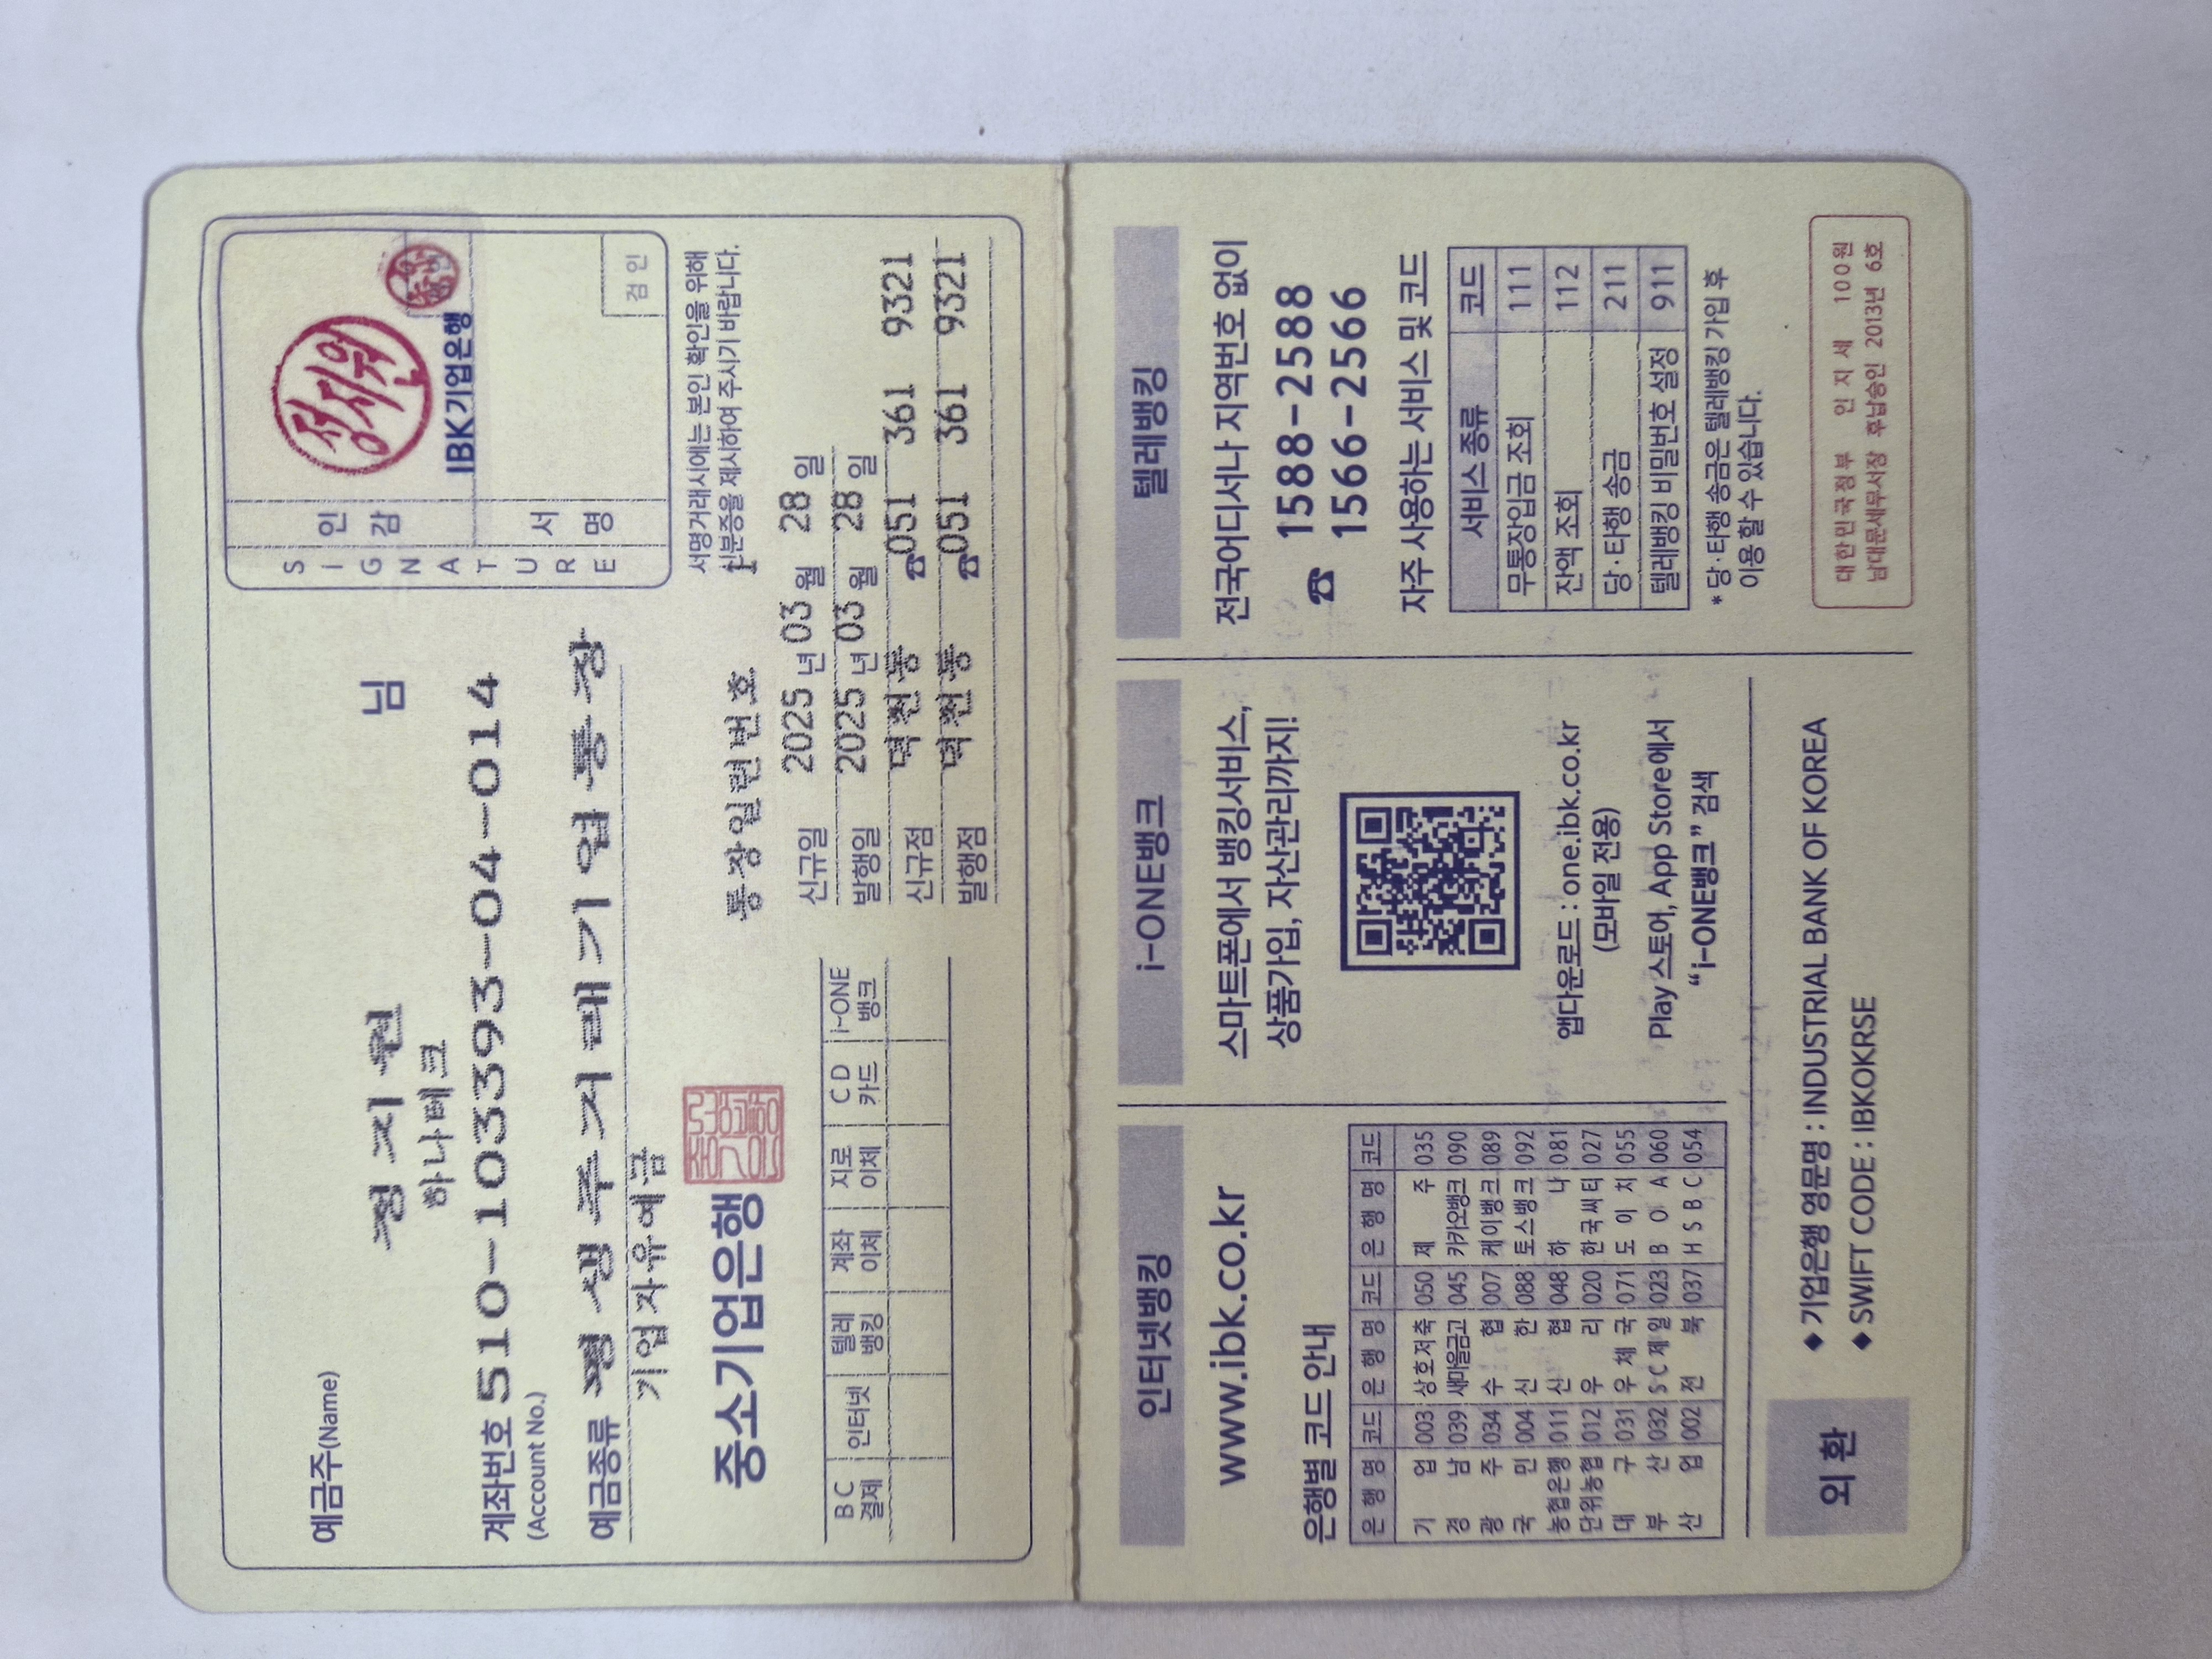 예금주(Name)
정지원 님
하나테크
계좌번호 510-103393-04-014
(Account No.)
예금종류 평생주거래기업통장
기업자유예금
중소기업은행
SIGNATURE
인감
정지원
IBK기업은행
서명
검인
서명거래시에는 본인 확인을 위해
신분증을 제시하여 주시기 바랍니다.
통장일련번호 1
신규일 2025 년 03 월 28 일
발행일 2025 년 03 월 28 일
신규점 덕천동 ☎051 361 9321
발행점 덕천동 ☎051 361 9321
BC결제 인터넷 텔레뱅킹 계좌이체 지로이체 CD카드 i-ONE뱅크
인터넷뱅킹
www.ibk.co.kr
은행별 코드 안내
은행명 코드 은행명 코드 은행명 코드
기업 003 상호저축 050 제주 035
경남 039 새마을금고 045 카카오뱅크 090
광주 034 수협 007 케이뱅크 089
국민 004 신한 088 토스뱅크 092
농협은행 011 신협 048 하나 081
단위농협 012 우리 020 한국씨티 027
대구 031 우체국 071 도이치 055
부산 032 SC제일 023 BOA 060
산업 002 전북 037 HSBC 054
i-ONE뱅크
스마트폰에서 뱅킹서비스,
상품가입, 자산관리까지!
앱다운로드 : one.ibk.co.kr
(모바일 전용)
Play 스토어, App Store에서
“i-ONE뱅크” 검색
텔레뱅킹
전국어디서나 지역번호 없이
☎ 1588-2588
1566-2566
자주 사용하는 서비스 및 코드
서비스 종류 코드
무통장입금 조회 111
잔액 조회 112
당·타행 송금 211
텔레뱅킹 비밀번호 설정 911
* 당·타행 송금은 텔레뱅킹 가입 후
이용 할 수 있습니다.
외환
◆ 기업은행 영문명 : INDUSTRIAL BANK OF KOREA
◆ SWIFT CODE : IBKOKRSE
대한민국정부 인지세 100원
남대문세무서장 후납승인 2013년 6호